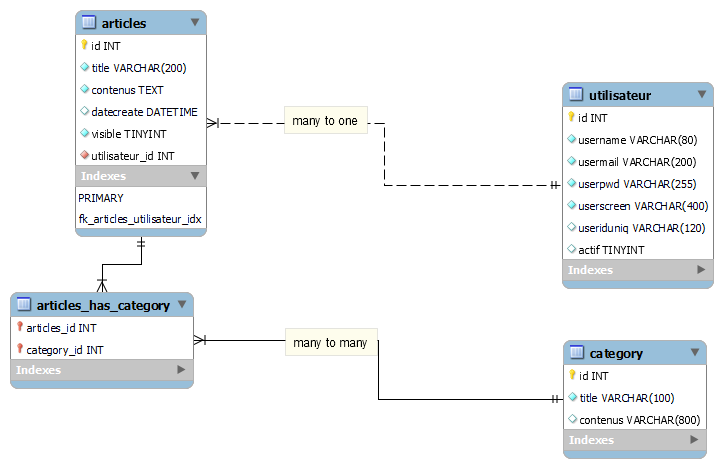 articles
id INT
title VARCHAR(200)
contenus TEXT
datecreate DATETIME
visible TINYINT
utilisateur_id INT
Indexes
PRIMARY
fk_articles_utilisateur_idx
many to one
utilisateur
id INT
username VARCHAR(80)
usermail VARCHAR(200)
userpwd VARCHAR(255)
userscreen VARCHAR(400)
useriduniq VARCHAR(120)
actif TINYINT
Indexes
articles_has_category
articles_id INT
category_id INT
Indexes
many to many
category
id INT
title VARCHAR(100)
contenus VARCHAR(800)
Indexes